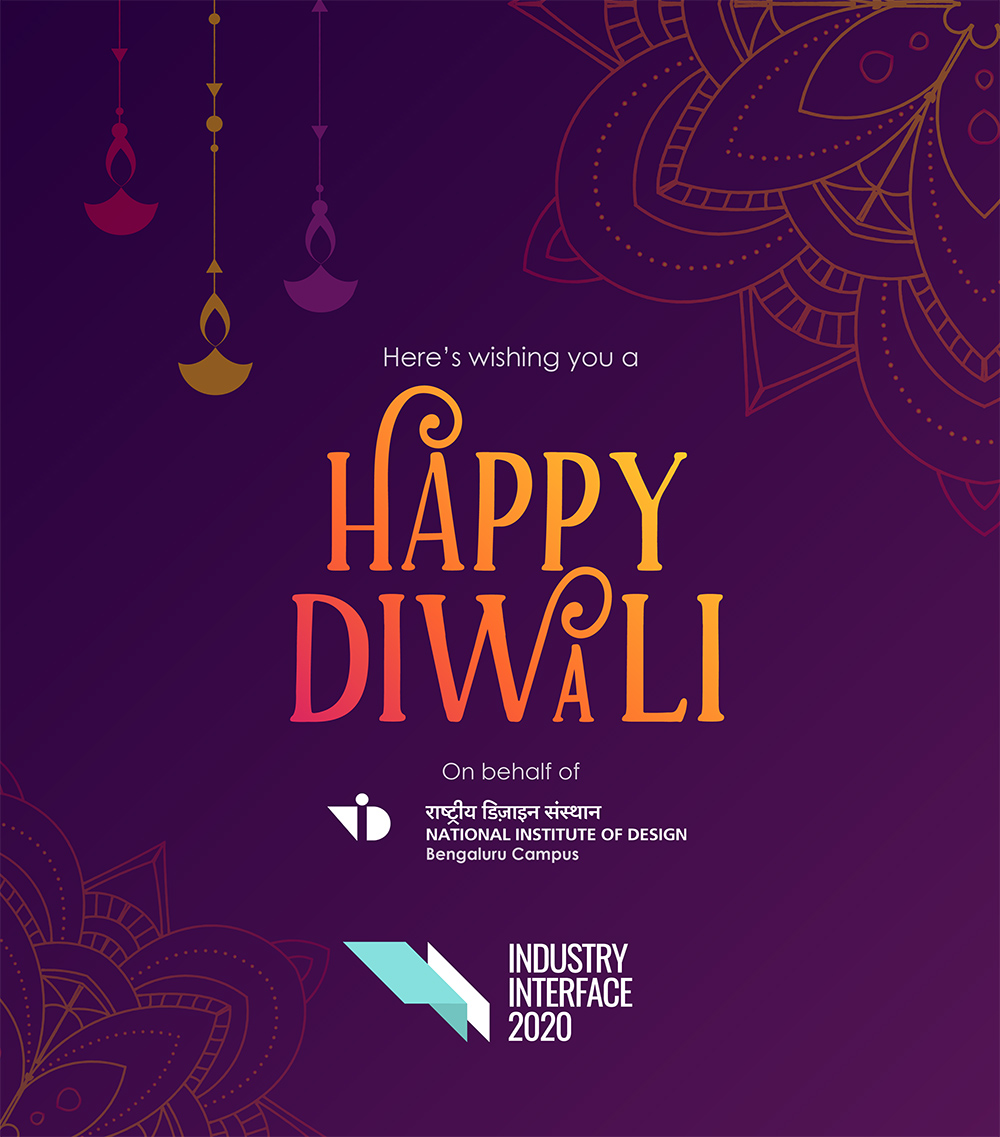 Here's wishing you a
HAPPY
DIWALI
On behalf of
राष्ट्रीय डिज़ाइन संस्थान
NATIONAL INSTITUTE OF DESIGN
Bengaluru Campus
INDUSTRY
INTERFACE
2020